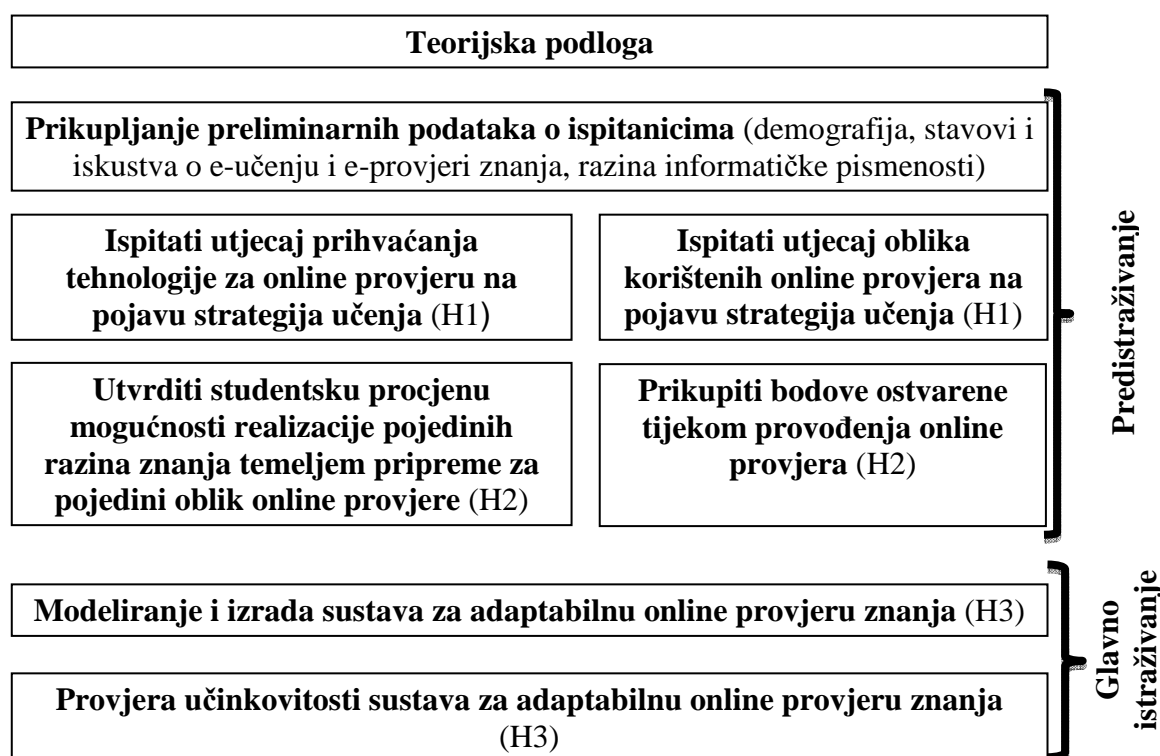 Teorijska podloga
Prikupljanje preliminarnih podataka o ispitanicima (demografija, stavovi i
iskustva o e-učenju i e-provjeri znanja, razina informatičke pismenosti)
Ispitati utjecaj prihvaćanja
tehnologije za online provjeru na
pojavu strategija učenja (H1)
Ispitati utjecaj oblika
korištenih online provjera na
pojavu strategija učenja (H1)
Utvrditi studentsku procjenu
mogućnosti realizacije pojedinih
razina znanja temeljem pripreme za
pojedini oblik online provjere (H2)
Prikupiti bodove ostvarene
tijekom provođenja online
provjera (H2)
Predistraživanje
Modeliranje i izrada sustava za adaptabilnu online provjeru znanja (H3)
Provjera učinkovitosti sustava za adaptabilnu online provjeru znanja
(H3)
Glavno
istraživanje